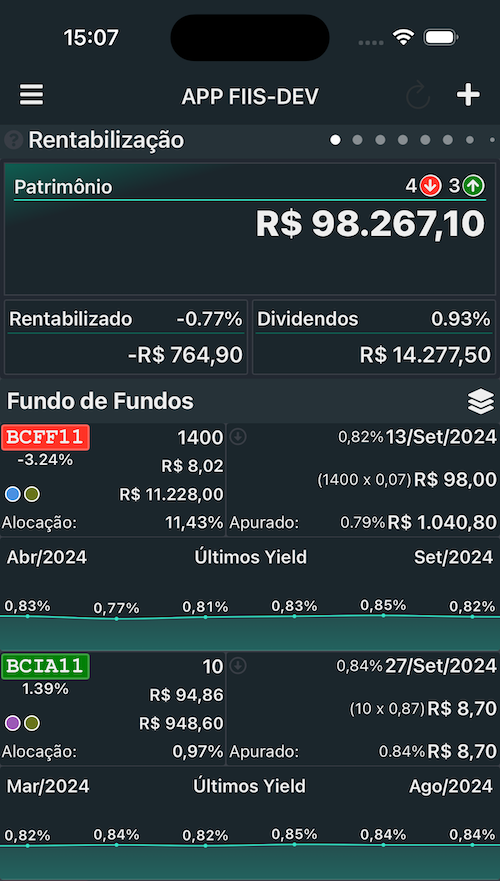 15:07
APP FIIS-DEV
? Rentabilização
Patrimônio 4 3
R$ 98.267,10
Rentabilizado -0.77% Dividendos 0.93%
-R$ 764,90 R$ 14.277,50
Fundo de Fundos
BCFF11 1400 0,82% 13/Set/2024
-3.24% R$ 8,02 (1400 x 0,07) R$ 98,00
R$ 11.228,00
Alocação: 11,43% Apurado: 0.79% R$ 1.040,80
Abr/2024 Últimos Yield Set/2024
0,83% 0,77% 0,81% 0,83% 0,85% 0,82%
BCIA11 10 0,84% 27/Set/2024
1.39% R$ 94,86 (10 x 0,87) R$ 8,70
R$ 948,60
Alocação: 0,97% Apurado: 0.84% R$ 8,70
Mar/2024 Últimos Yield Ago/2024
0,82% 0,84% 0,82% 0,85% 0,84% 0,84%